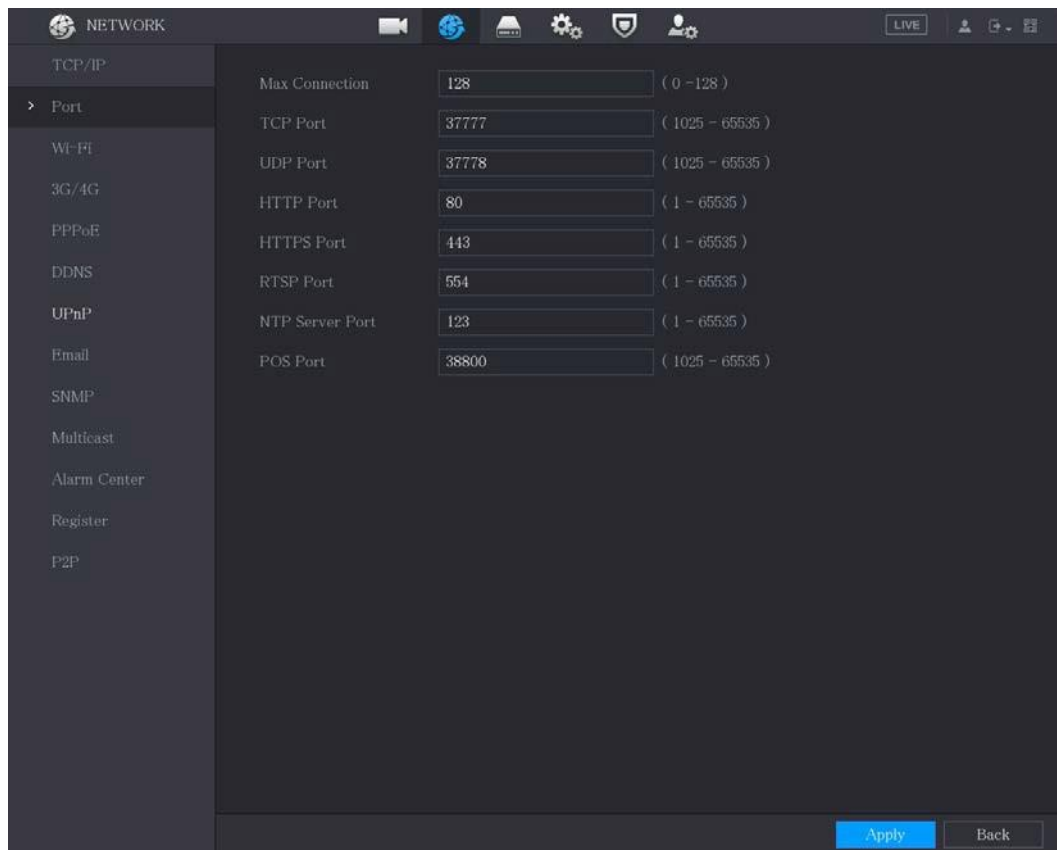 NETWORK
LIVE
TCP/IP
Port
Wi-Fi
3G/4G
PPPoE
DDNS
UPnP
Email
SNMP
Multicast
Alarm Center
Register
P2P
Max Connection 128 ( 0 -128 )
TCP Port 37777 ( 1025 - 65535 )
UDP Port 37778 ( 1025 - 65535 )
HTTP Port 80 ( 1 - 65535 )
HTTPS Port 443 ( 1 - 65535 )
RTSP Port 554 ( 1 - 65535 )
NTP Server Port 123 ( 1 - 65535 )
POS Port 38800 ( 1025 - 65535 )
Apply Back